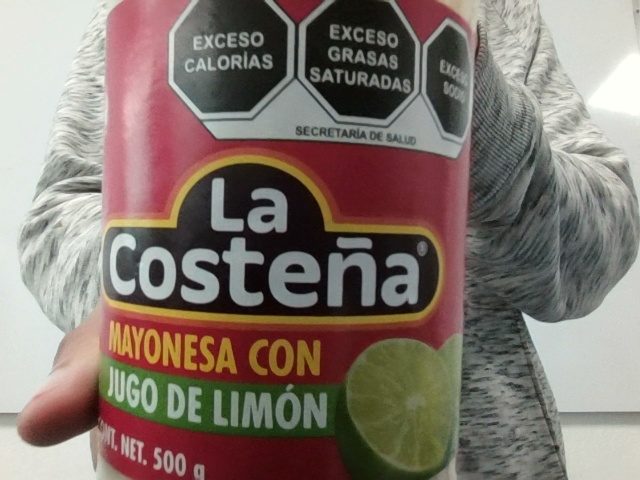 EXCESO
CALORÍAS
EXCESO
GRASAS
SATURADAS
EXCESO
SODIO
SECRETARÍA DE SALUD
La
Costeña®
MAYONESA CON
JUGO DE LIMÓN
CONT. NET. 500 g